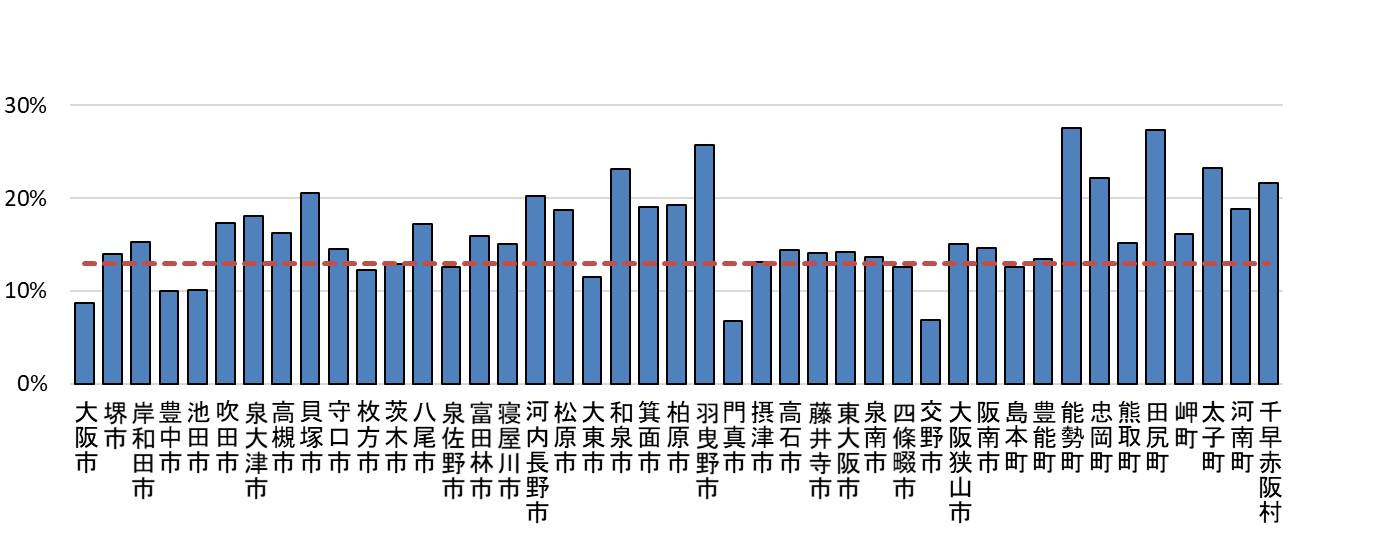 30%
20%
10%
0%
大阪市
堺市
岸和田市
豊中市
池田市
吹田市
泉大津市
高槻市
貝塚市
守口市
枚方市
茨木市
八尾市
泉佐野市
富田林市
寝屋川市
河内長野市
松原市
大東市
和泉市
箕面市
柏原市
羽曳野市
門真市
摂津市
高石市
藤井寺市
東大阪市
泉南市
四條畷市
交野市
大阪狭山市
阪南市
島本町
豊能町
能勢町
忠岡町
熊取町
田尻町
岬町
太子町
河南町
千早赤阪村